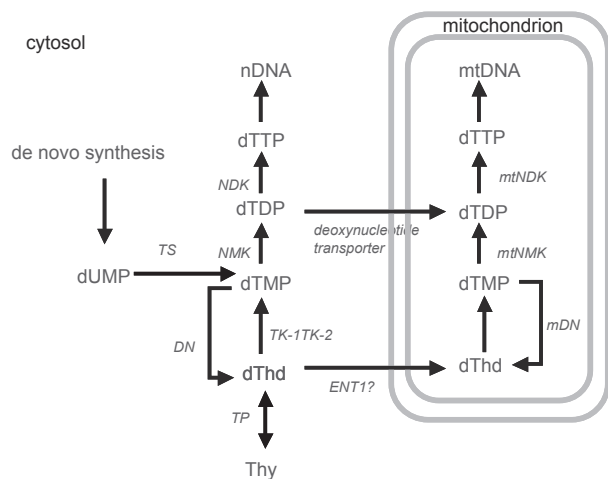 mitochondrion
cytosol
nDNA
mtDNA
dTTP
dTTP
de novo synthesis
NDK
mtNDK
dTDP
dTDP
deoxynucleotide
transporter
TS
NMK
mtNMK
dUMP
dTMP
dTMP
DN
TK-1TK-2
mDN
dThd
dThd
ENT1?
TP
Thy